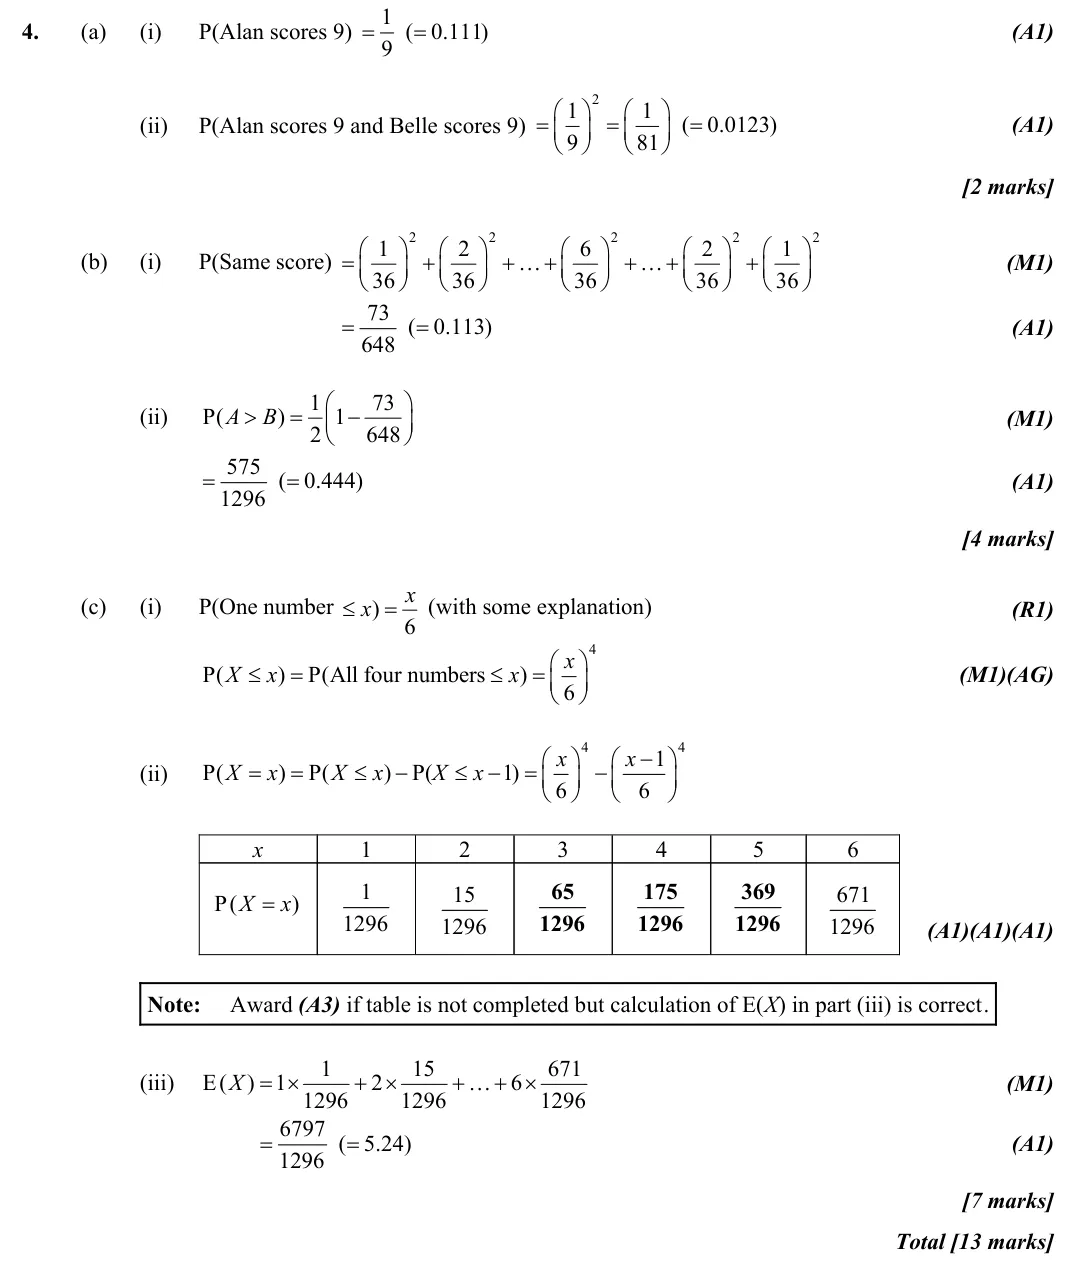 4. (a) (i) P(Alan scores 9) = 1/9 (= 0.111) (A1)
(ii) P(Alan scores 9 and Belle scores 9) = (1/9)² = (1/81) (= 0.0123) (A1)
[2 marks]
(b) (i) P(Same score) = (1/36)² + (2/36)² + … + (6/36)² + … + (2/36)² + (1/36)² (M1)
= 73/648 (= 0.113) (A1)
(ii) P(A > B) = 1/2 (1 − 73/648) (M1)
= 575/1296 (= 0.444) (A1)
[4 marks]
(c) (i) P(One number ≤ x) = x/6 (with some explanation) (R1)
P(X ≤ x) = P(All four numbers ≤ x) = (x/6)⁴ (M1)(AG)
(ii) P(X = x) = P(X ≤ x) − P(X ≤ x − 1) = (x/6)⁴ − ((x − 1)/6)⁴
x 1 2 3 4 5 6
P(X = x) 1/1296 15/1296 65/1296 175/1296 369/1296 671/1296 (A1)(A1)(A1)
Note: Award (A3) if table is not completed but calculation of E(X) in part (iii) is correct.
(iii) E(X) = 1 × 1/1296 + 2 × 15/1296 + … + 6 × 671/1296 (M1)
= 6797/1296 (= 5.24) (A1)
[7 marks]
Total [13 marks]